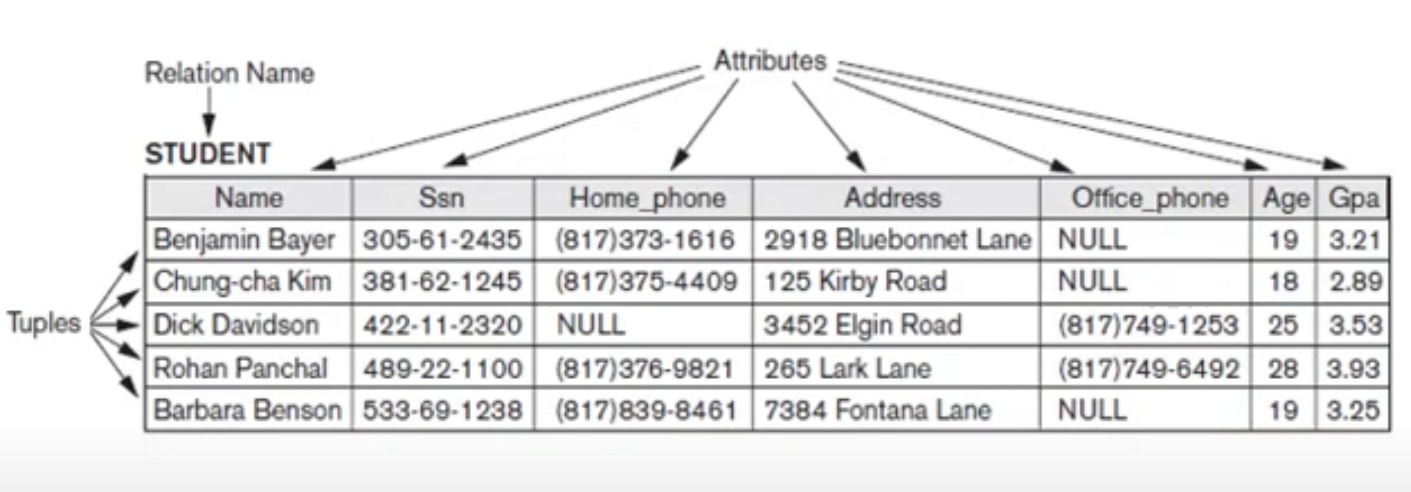 Attributes
Relation Name
STUDENT
Name Ssn Home_phone Address Office_phone Age Gpa
Benjamin Bayer 305-61-2435 (817)373-1616 2918 Bluebonnet Lane NULL 19 3.21
Chung-cha Kim 381-62-1245 (817)375-4409 125 Kirby Road NULL 18 2.89
Tuples Dick Davidson 422-11-2320 NULL 3452 Elgin Road (817)749-1253 25 3.53
Rohan Panchal 489-22-1100 (817)376-9821 265 Lark Lane (817)749-6492 28 3.93
Barbara Benson 533-69-1238 (817)839-8461 7384 Fontana Lane NULL 19 3.25